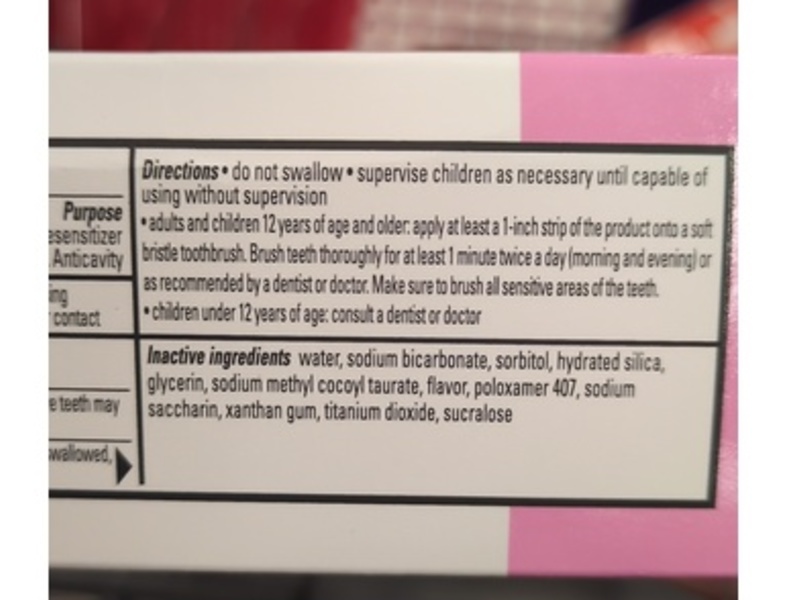 Purpose
esensitizer
Anticavity
ing
contact
e teeth may
wallowed,
Directions • do not swallow • supervise children as necessary until capable of
using without supervision
• adults and children 12 years of age and older: apply at least a 1-inch strip of the product onto a soft
bristle toothbrush. Brush teeth thoroughly for at least 1 minute twice a day (morning and evening) or
as recommended by a dentist or doctor. Make sure to brush all sensitive areas of the teeth.
• children under 12 years of age: consult a dentist or doctor
Inactive ingredients water, sodium bicarbonate, sorbitol, hydrated silica,
glycerin, sodium methyl cocoyl taurate, flavor, poloxamer 407, sodium
saccharin, xanthan gum, titanium dioxide, sucralose